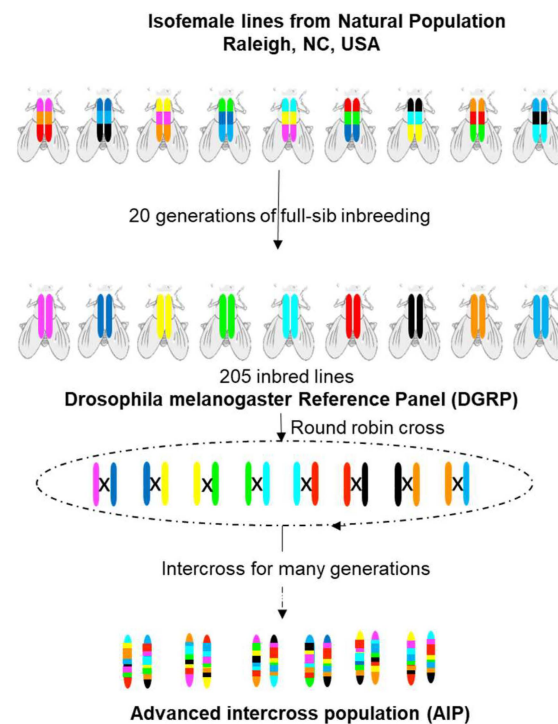 Isofemale lines from Natural Population
Raleigh, NC, USA
20 generations of full-sib inbreeding
205 inbred lines
Drosophila melanogaster Reference Panel (DGRP)
Round robin cross
X X X X X X X X
Intercross for many generations
Advanced intercross population (AIP)